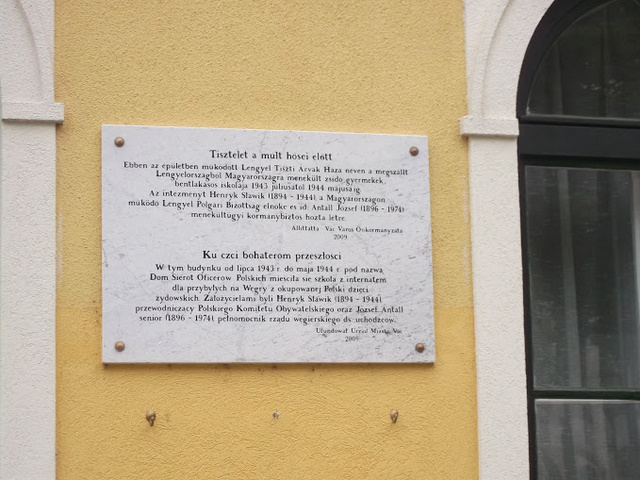 Tisztelet a múlt hősei előtt
Ebben az épületben működött Lengyel Tiszti Árvák Háza néven a megszállt
Lengyelországból Magyarországra menekült zsidó gyermekek,
bentlakásos iskolája 1943 júliusától 1944 májusáig
Az intézményt Henryk Sławik (1894 - 1944) a Magyarországon
működő Lengyel Polgári Bizottság elnöke és id. Antall József (1896 - 1974)
menekültügyi kormánybiztos hozta létre
Állíttatta Vác Város Önkormányzata
2009
Ku czci bohaterom przeszłości
W tym budynku od lipca 1943 r. do maja 1944 r. pod nazwą
Dom Sierot Oficerów Polskich mieściła się szkoła z internatem
dla przybyłych na Węgry z okupowanej Polski dzieci
żydowskich. Założycielami byli Henryk Sławik (1894 - 1944)
przewodniczący Polskiego Komitetu Obywatelskiego oraz József Antall
senior (1896 - 1974) pełnomocnik rządu węgierskiego ds. uchodźców.
Ufundował Urząd Miasta Vác
2009